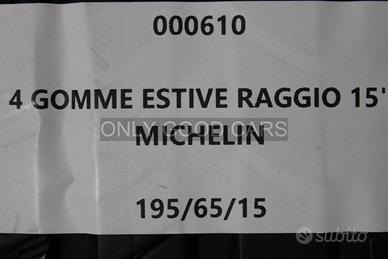 000610
4 GOMME ESTIVE RAGGIO 15"
ONLY GOOD CARS
MICHELIN
195/65/15
subito